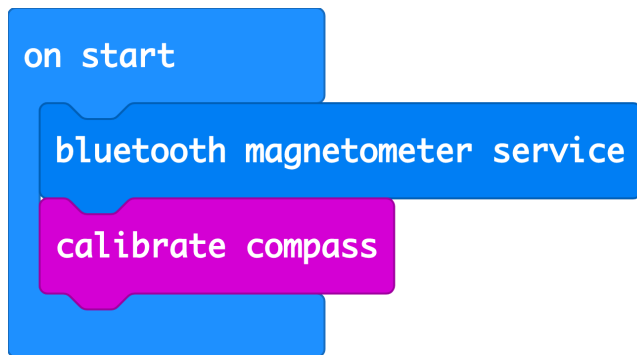 on start
bluetooth magnetometer service
calibrate compass